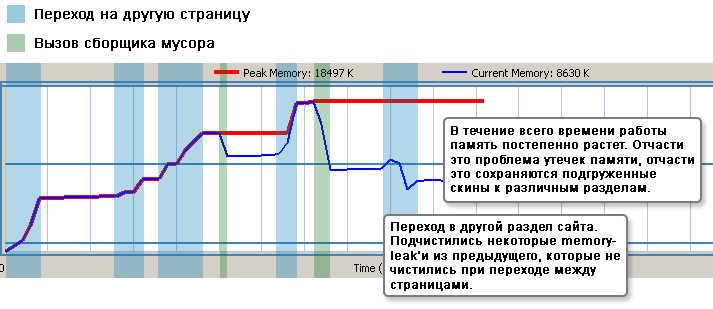 Переход на другую страницу
Вызов сборщика мусора
Peak Memory: 18497 K
Current Memory: 8630 K
В течение всего времени работы
память постепенно растет. Отчасти
это проблема утечек памяти, отчасти
это сохраняются подгруженные
скины к различным разделам.
Переход в другой раздел сайта.
Подчистились некоторые memory-
leak'и из предыдущего, которые не
чистились при переходе между
страницами.
0
Time (